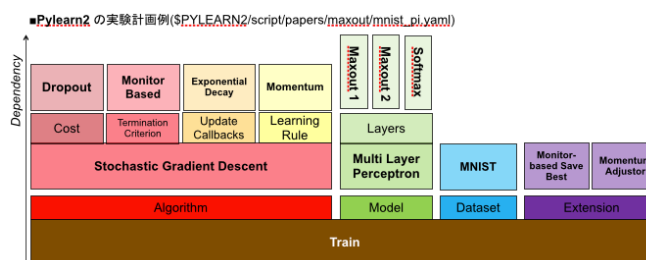 ■Pylearn2 の実験計画例($PYLEARN2/script/papers/maxout/mnist_pi.yaml)
Dependency
Dropout
Monitor
Based
Exponential
Decay
Momentum
Maxout 1
Maxout 2
Softmax
Cost
Termination
Criterion
Update
Callbacks
Learning
Rule
Layers
Stochastic Gradient Descent
Multi Layer
Perceptron
MNIST
Monitor-
based Save
Best
Momentum
Adjustor
Algorithm
Model
Dataset
Extension
Train